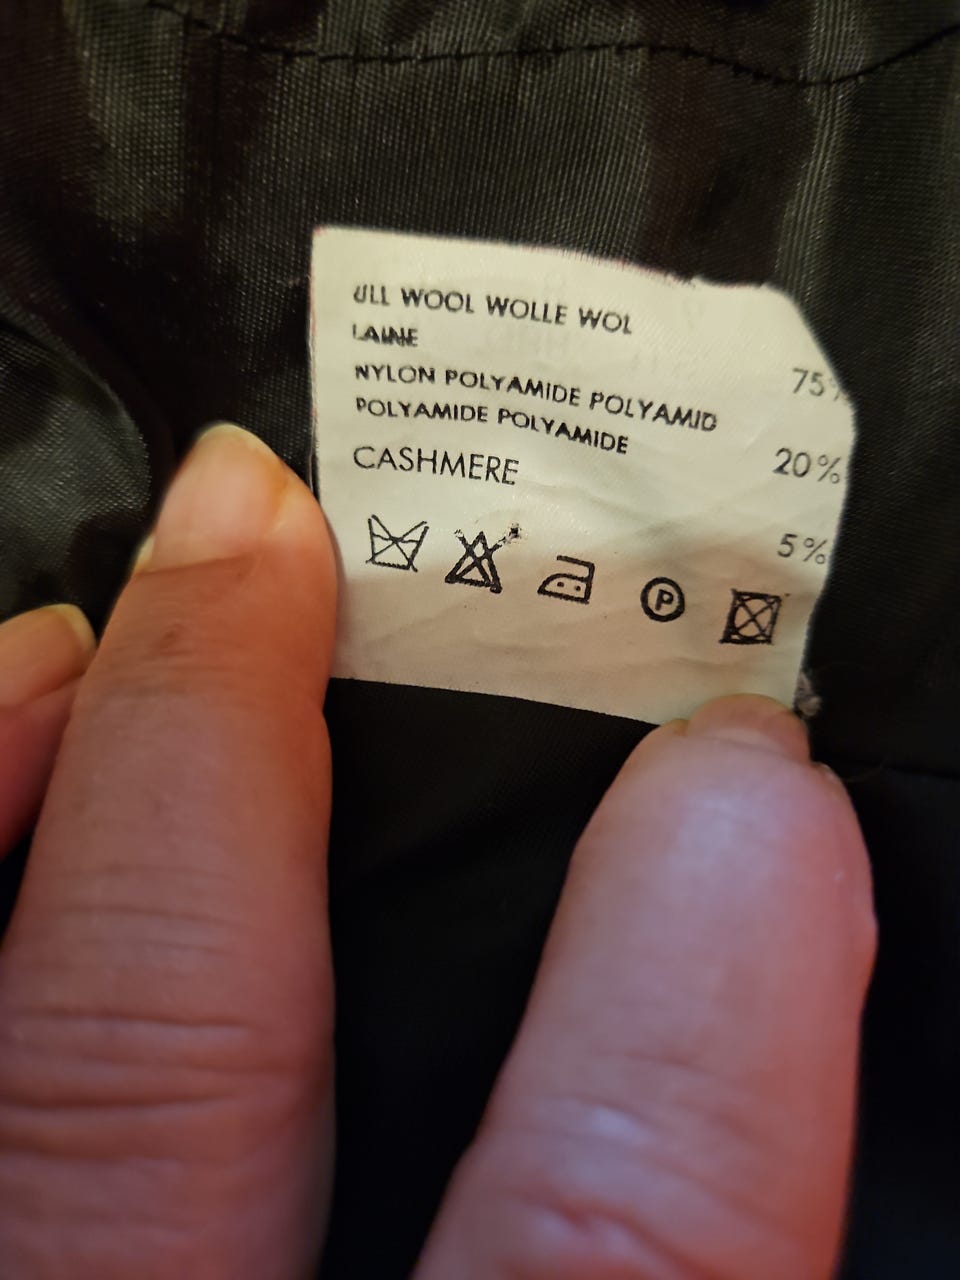 ULL WOOL WOLLE WOL
LAINE
75%
NYLON POLYAMIDE POLYAMID
POLYAMIDE POLYAMIDE
20%
CASHMERE
5%
P